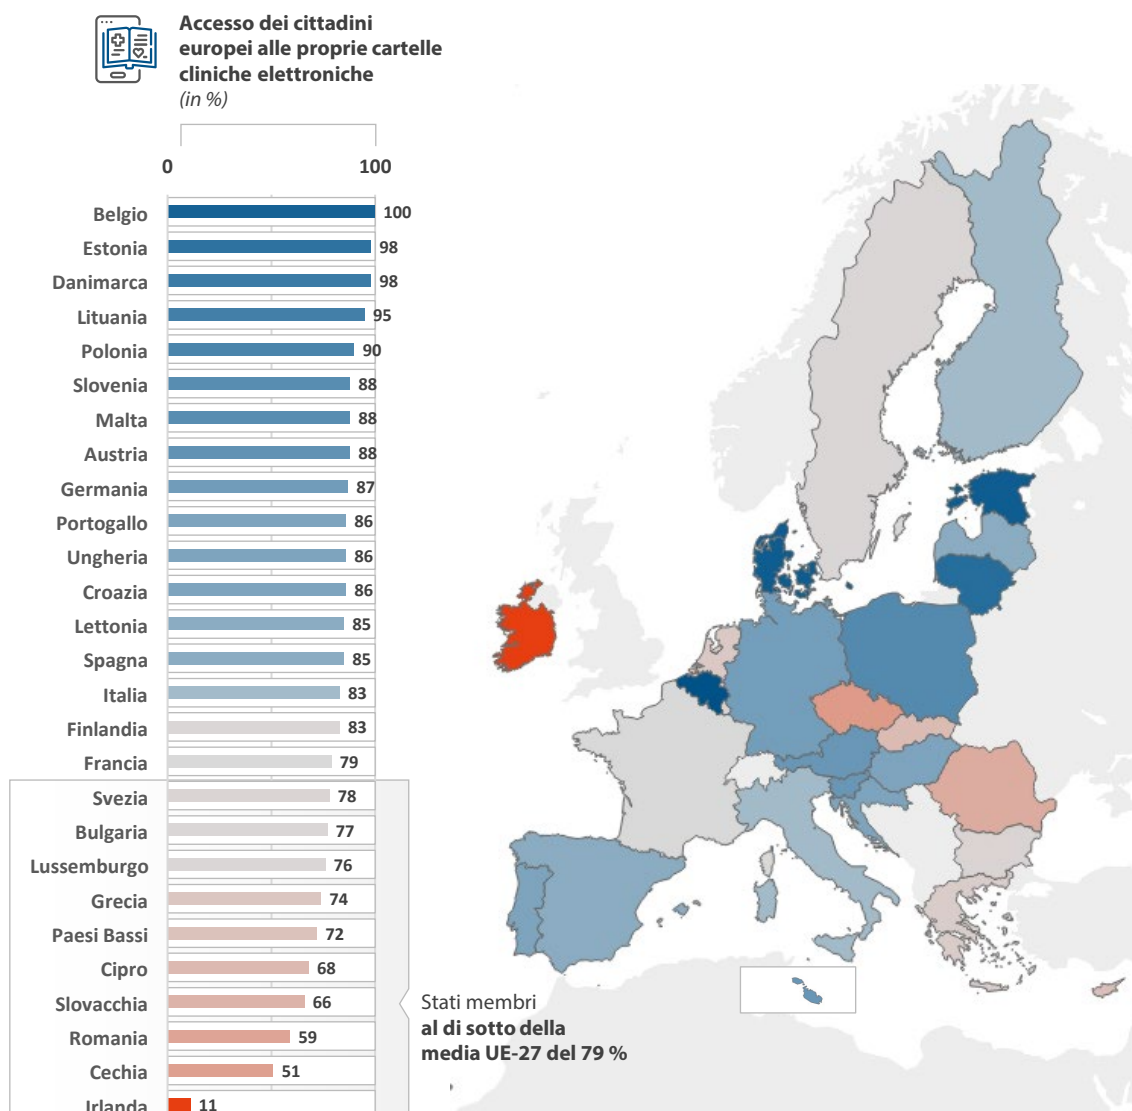 Accesso dei cittadini
europei alle proprie cartelle
cliniche elettroniche
(in %)
0 100
Belgio 100
Estonia 98
Danimarca 98
Lituania 95
Polonia 90
Slovenia 88
Malta 88
Austria 88
Germania 87
Portogallo 86
Ungheria 86
Croazia 86
Lettonia 85
Spagna 85
Italia 83
Finlandia 83
Francia 79
Svezia 78
Bulgaria 77
Lussemburgo 76
Grecia 74
Paesi Bassi 72
Cipro 68
Slovacchia 66
Romania 59
Cechia 51
Irlanda 11
Stati membri
al di sotto della
media UE-27 del 79 %